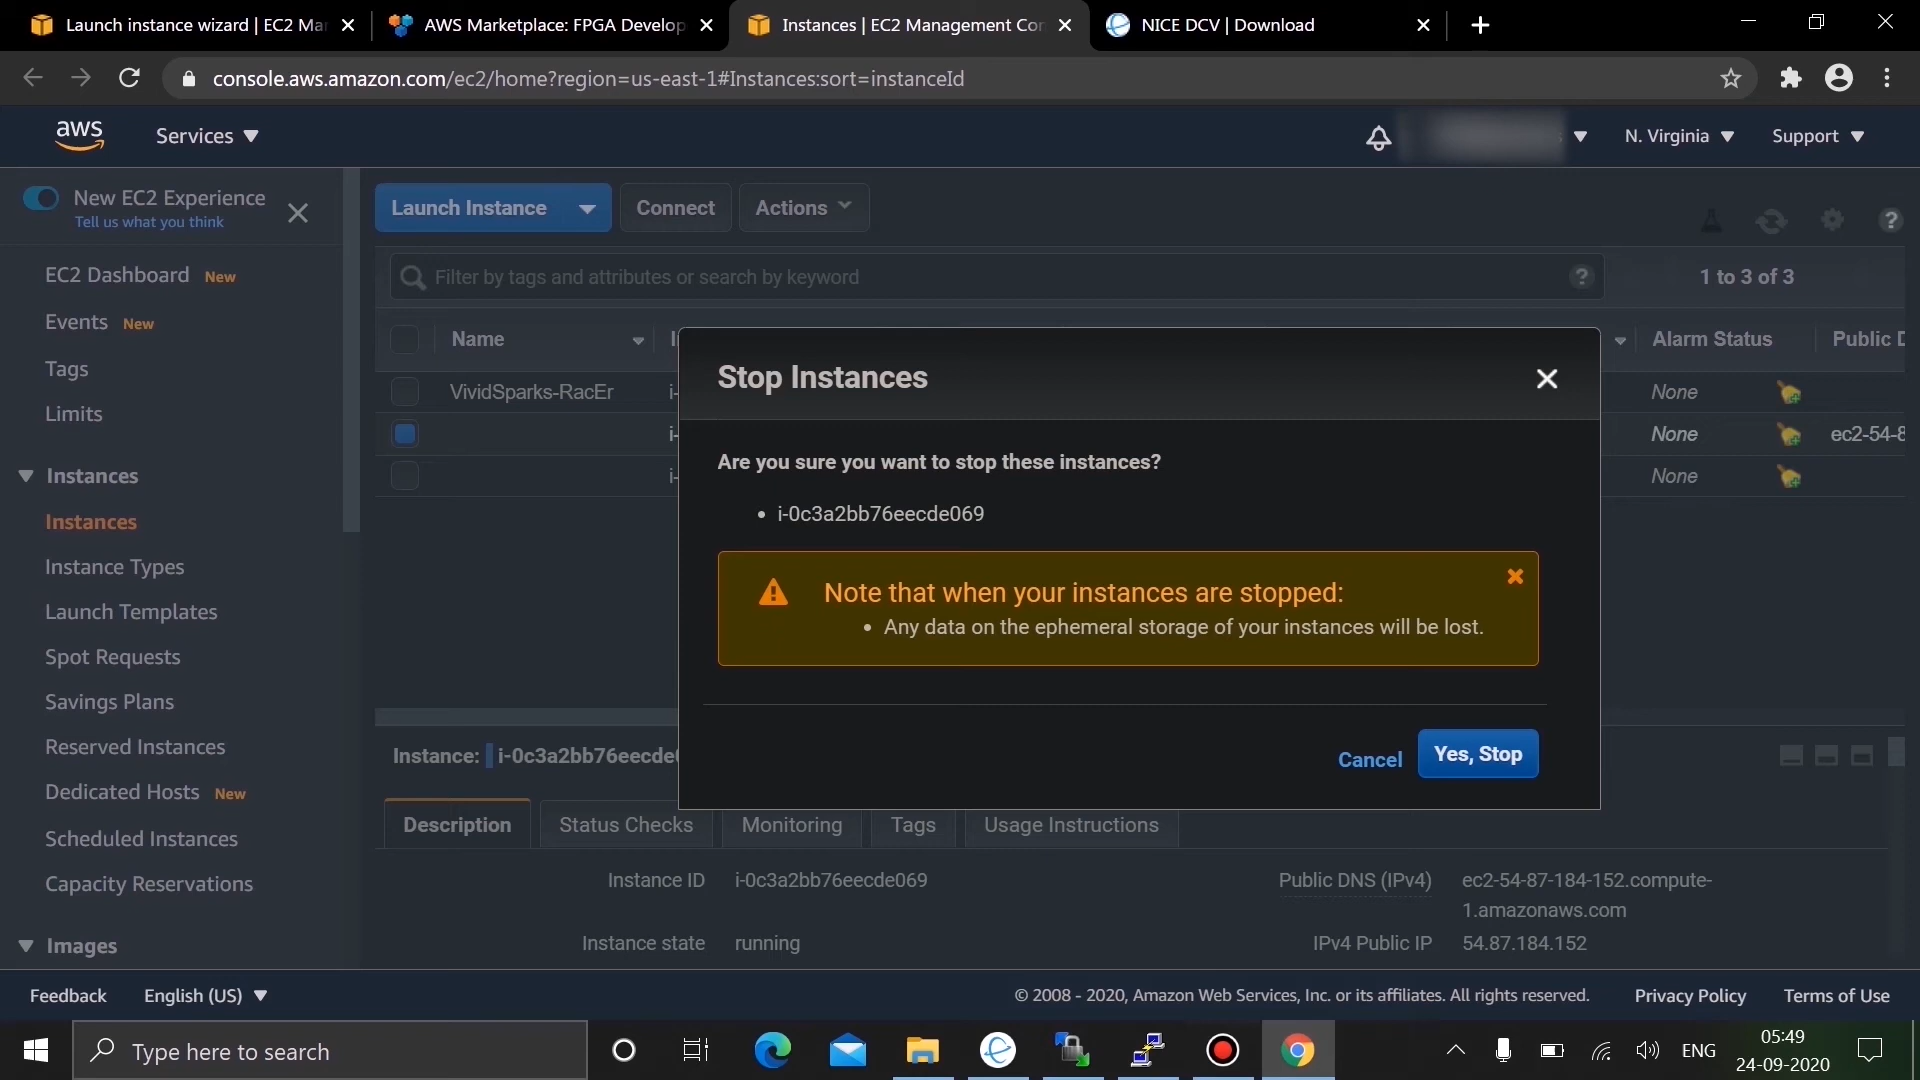 Launch instance wizard | EC2 Mar
AWS Marketplace: FPGA Develop
Instances | EC2 Management Con
NICE DCV | Download
console.aws.amazon.com/ec2/home?region=us-east-1#Instances:sort=instanceId
aws
Services
N. Virginia
Support
New EC2 Experience
Tell us what you think
Launch Instance
Connect
Actions
Filter by tags and attributes or search by keyword
1 to 3 of 3
EC2 Dashboard New
Events New
Tags
Limits
Instances
Instances
Instance Types
Launch Templates
Spot Requests
Savings Plans
Reserved Instances
Dedicated Hosts New
Scheduled Instances
Capacity Reservations
Images
Name
Alarm Status
Public D
VividSparks-RacEr
i-
None
i-
None
ec2-54-8
i-
None
Stop Instances
Are you sure you want to stop these instances?
• i-0c3a2bb76eecde069
Note that when your instances are stopped:
• Any data on the ephemeral storage of your instances will be lost.
Cancel
Yes, Stop
Instance: i-0c3a2bb76eecde0
Description
Status Checks
Monitoring
Tags
Usage Instructions
Instance ID
i-0c3a2bb76eecde069
Public DNS (IPv4)
ec2-54-87-184-152.compute-
1.amazonaws.com
Instance state
running
IPv4 Public IP
54.87.184.152
Feedback
English (US)
© 2008 - 2020, Amazon Web Services, Inc. or its affiliates. All rights reserved.
Privacy Policy
Terms of Use
Type here to search
ENG
05:49
24-09-2020